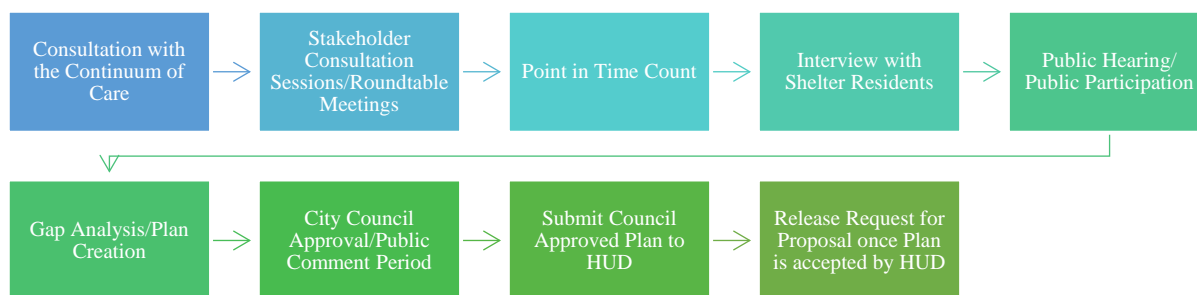 Consultation with
the Continuum of
Care
Stakeholder
Consultation
Sessions/Roundtable
Meetings
Point in Time Count
Interview with
Shelter Residents
Public Hearing/
Public Participation
Gap Analysis/Plan
Creation
City Council
Approval/Public
Comment Period
Submit Council
Approved Plan to
HUD
Release Request for
Proposal once Plan
is accepted by HUD